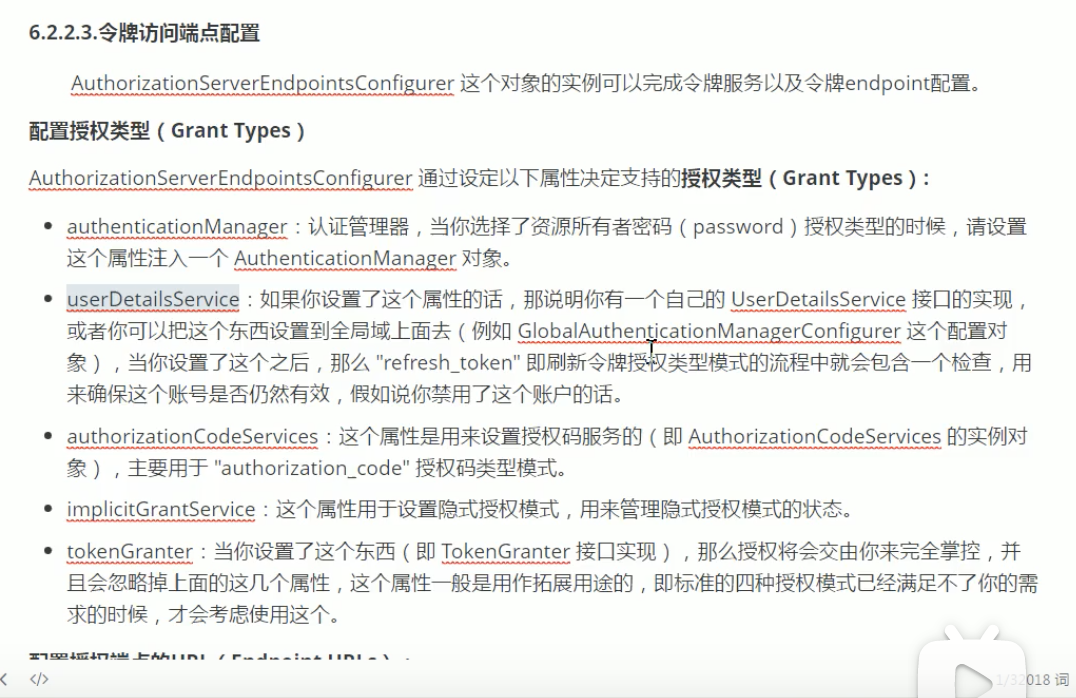 6.2.2.3.令牌访问端点配置
AuthorizationServerEndpointsConfigurer 这个对象的实例可以完成令牌服务以及令牌endpoint配置。
配置授权类型（Grant Types）
AuthorizationServerEndpointsConfigurer 通过设定以下属性决定支持的授权类型（Grant Types）:
authenticationManager：认证管理器，当你选择了资源所有者密码（password）授权类型的时候，请设置
这个属性注入一个 AuthenticationManager 对象。
userDetailsService：如果你设置了这个属性的话，那说明你有一个自己的 UserDetailsService 接口的实现，
或者你可以把这个东西设置到全局域上面去（例如 GlobalAuthenticationManagerConfigurer 这个配置对
象），当你设置了这个之后，那么 "refresh_token" 即刷新令牌授权类型模式的流程中就会包含一个检查，用
来确保这个账号是否仍然有效，假如说你禁用了这个账户的话。
authorizationCodeServices：这个属性是用来设置授权码服务的（即 AuthorizationCodeServices 的实例对
象），主要用于 "authorization_code" 授权码类型模式。
implicitGrantService：这个属性用于设置隐式授权模式，用来管理隐式授权模式的状态。
tokenGranter：当你设置了这个东西（即 TokenGranter 接口实现），那么授权将会交由你来完全掌控，并
且会忽略掉上面的这几个属性，这个属性一般是用作拓展用途的，即标准的四种授权模式已经满足不了你的需
求的时候，才会考虑使用这个。
配置授权端点的URL（Endpoint URLs）:
</> 1/32018 词